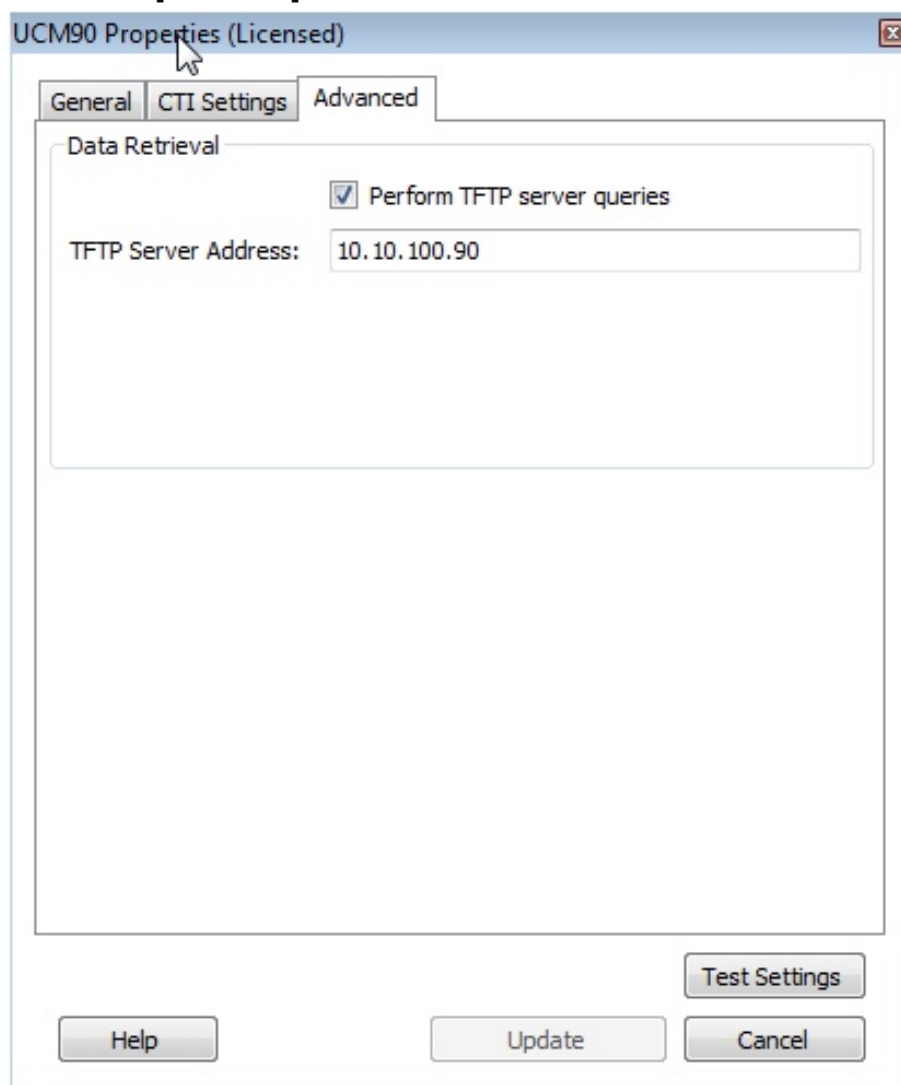 UCM90 Properties (Licensed)
General CTI Settings Advanced
Data Retrieval
Perform TFTP server queries
TFTP Server Address: 10.10.100.90
Test Settings
Help Update Cancel